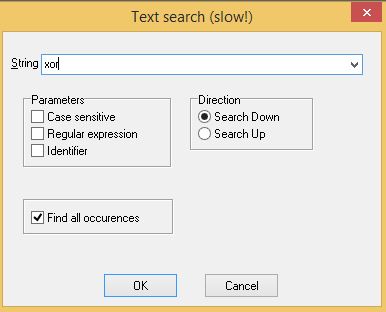 Text search (slow!)
String xor
Parameters
Case sensitive
Regular expression
Identifier
Direction
Search Down
Search Up
Find all occurences
OK Cancel